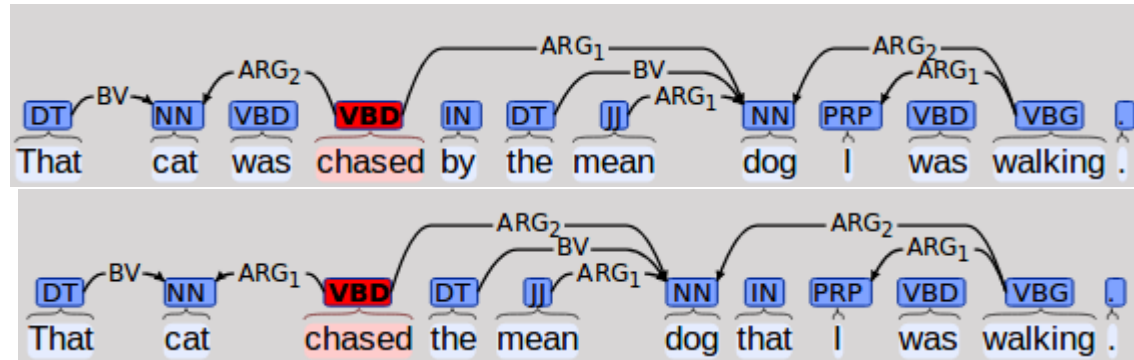 ARG1
ARG2 BV ARG2
BV ARG1 ARG1
DT NN VBD VBD IN DT JJ NN PRP VBD VBG .
That cat was chased by the mean dog I was walking .
ARG2 ARG2
BV
BV ARG1 ARG1 ARG1
DT NN VBD DT JJ NN IN PRP VBD VBG .
That cat chased the mean dog that I was walking .